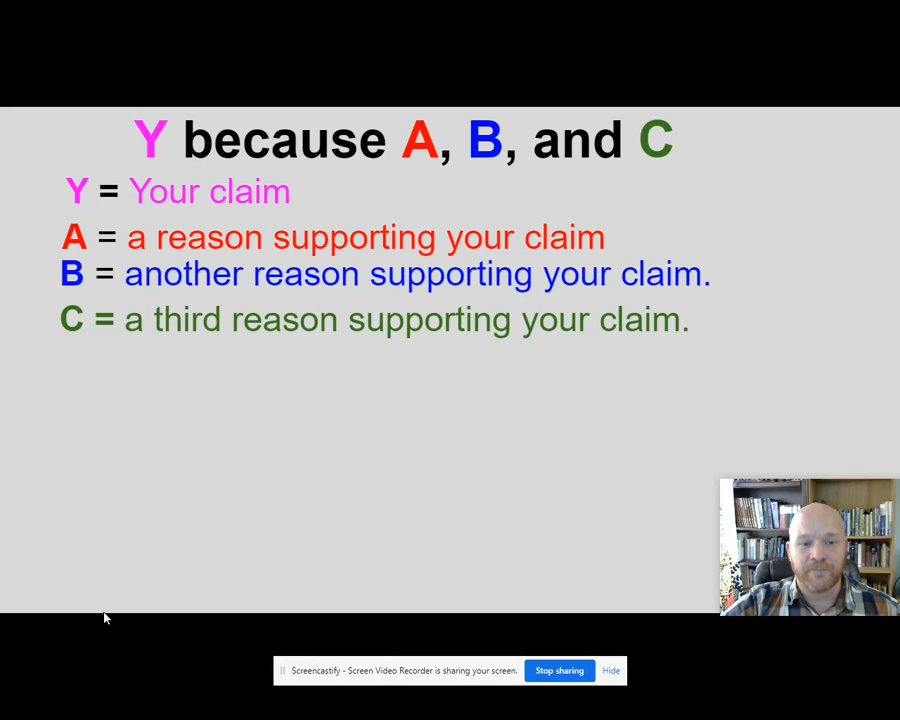 Y because A, B, and C
Y = Your claim
A = a reason supporting your claim
B = another reason supporting your claim.
C = a third reason supporting your claim.
Screencastify - Screen Video Recorder is sharing your screen. Stop sharing Hide